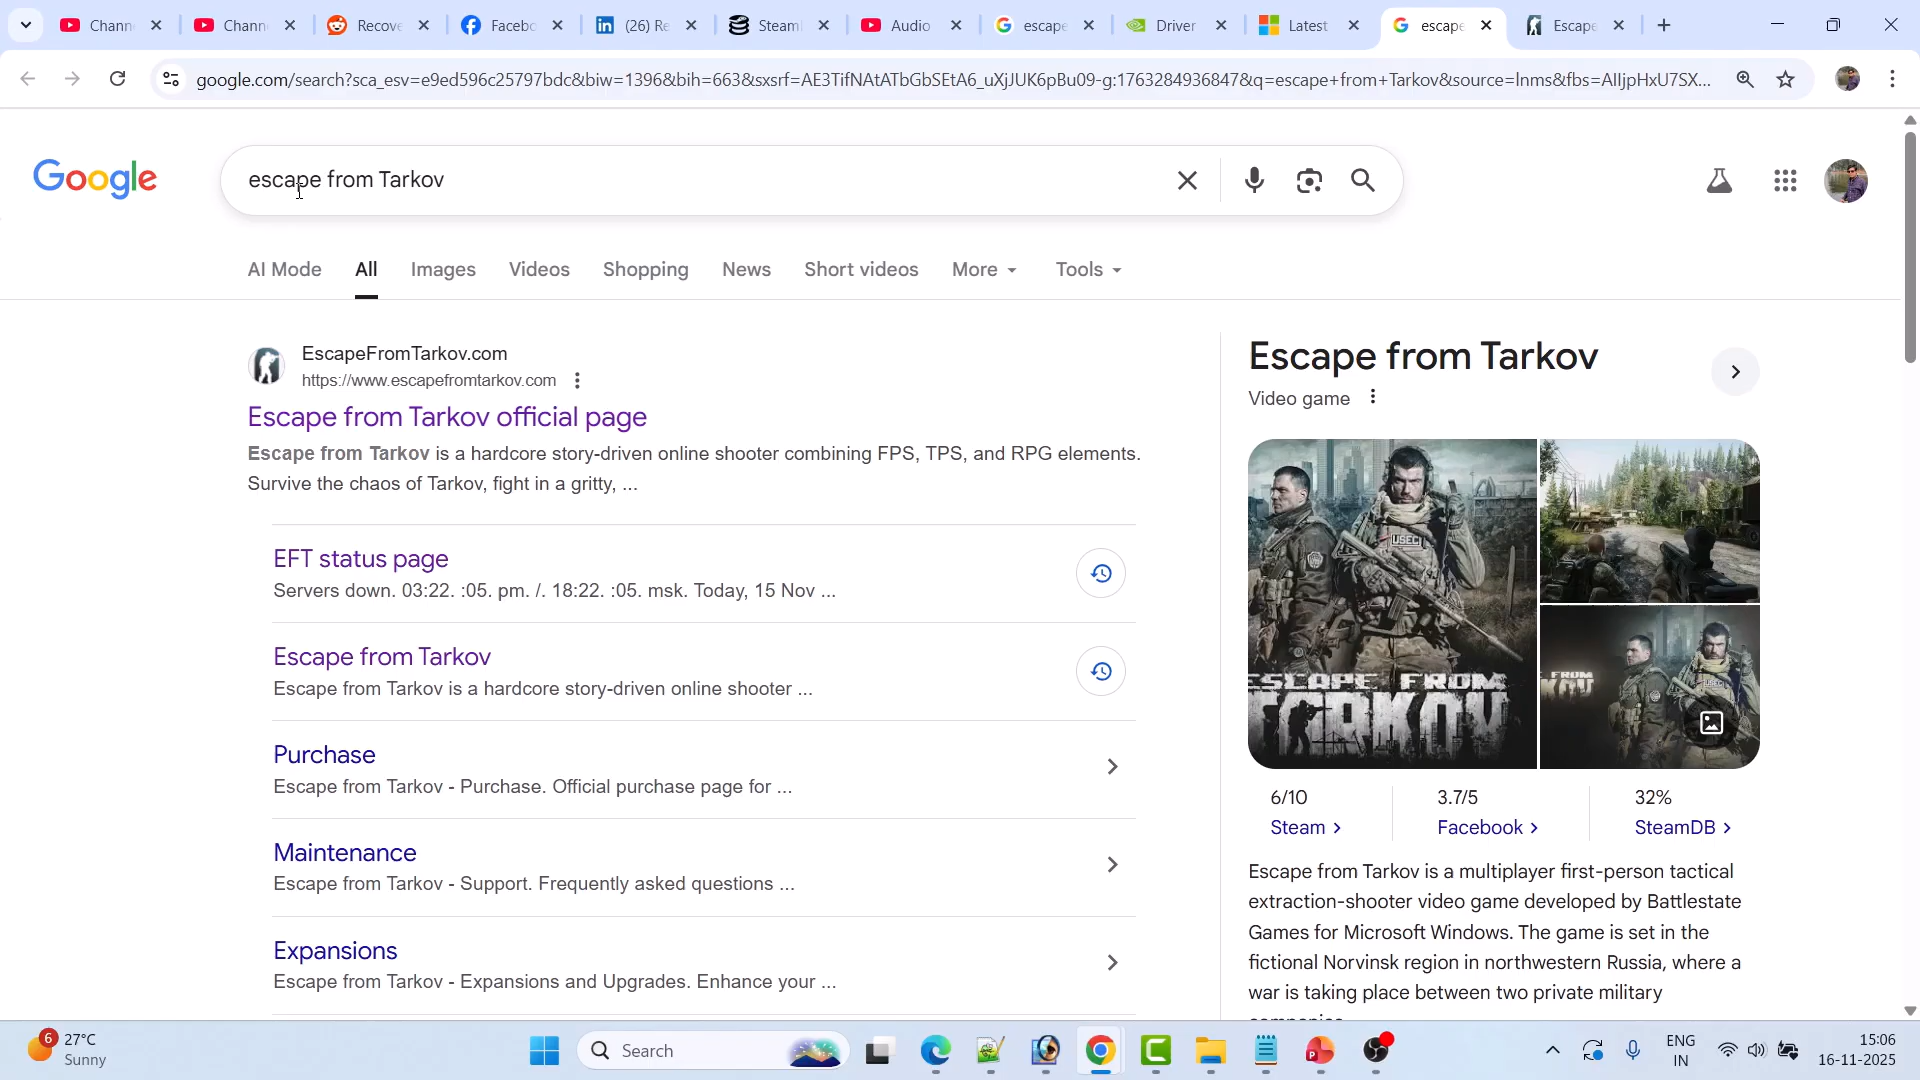 Chann
Chann
Recove
Facebo
(26) Re
Steam
Audio
escape
Driver
Latest
escape
Escape
google.com/search?sca_esv=e9ed596c25797bdc&biw=1396&bih=663&sxsrf=AE3TifNAtATbGbSEtA6_uXjJUK6pBu09-g:1763284936847&q=escape+from+Tarkov&source=lnms&fbs=AIIjpHxU7SX...
Google
escape from Tarkov
AI Mode
All
Images
Videos
Shopping
News
Short videos
More
Tools
EscapeFromTarkov.com
https://www.escapefromtarkov.com
Escape from Tarkov official page
Escape from Tarkov is a hardcore story-driven online shooter combining FPS, TPS, and RPG elements.
Survive the chaos of Tarkov, fight in a gritty, ...
EFT status page
Servers down. 03:22. :05. pm. /. 18:22. :05. msk. Today, 15 Nov ...
Escape from Tarkov
Escape from Tarkov is a hardcore story-driven online shooter ...
Purchase
Escape from Tarkov - Purchase. Official purchase page for ...
Maintenance
Escape from Tarkov - Support. Frequently asked questions ...
Expansions
Escape from Tarkov - Expansions and Upgrades. Enhance your ...
Escape from Tarkov
Video game
USEC
ESCAPE FROM
TARKOV
6/10
Steam
3.7/5
Facebook
32%
SteamDB
Escape from Tarkov is a multiplayer first-person tactical
extraction-shooter video game developed by Battlestate
Games for Microsoft Windows. The game is set in the
fictional Norvinsk region in northwestern Russia, where a
war is taking place between two private military
6
27°C
Sunny
Search
ENG
IN
15:06
16-11-2025